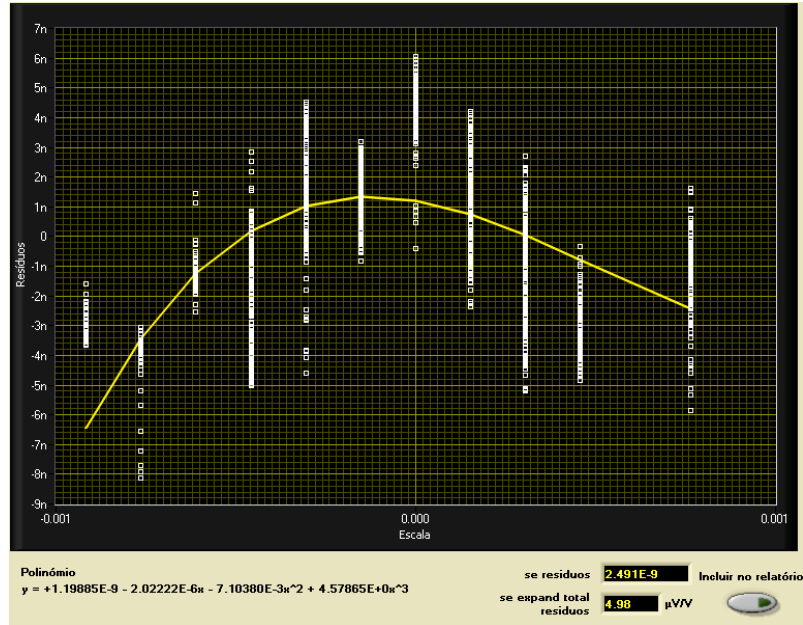 7n
6n
5n
4n
3n
2n
1n
0
-1n
-2n
-3n
-4n
-5n
-6n
-7n
-8n
-9n
Resíduos
-0.001 0.000 0.001
Escala
Polinómio
y = +1.19885E-9 - 2.02222E-6x - 7.10380E-3x^2 + 4.57865E+0x^3
se residuos 2.491E-9 Incluir no relatório
se expand total
residuos 4.98 µV/V